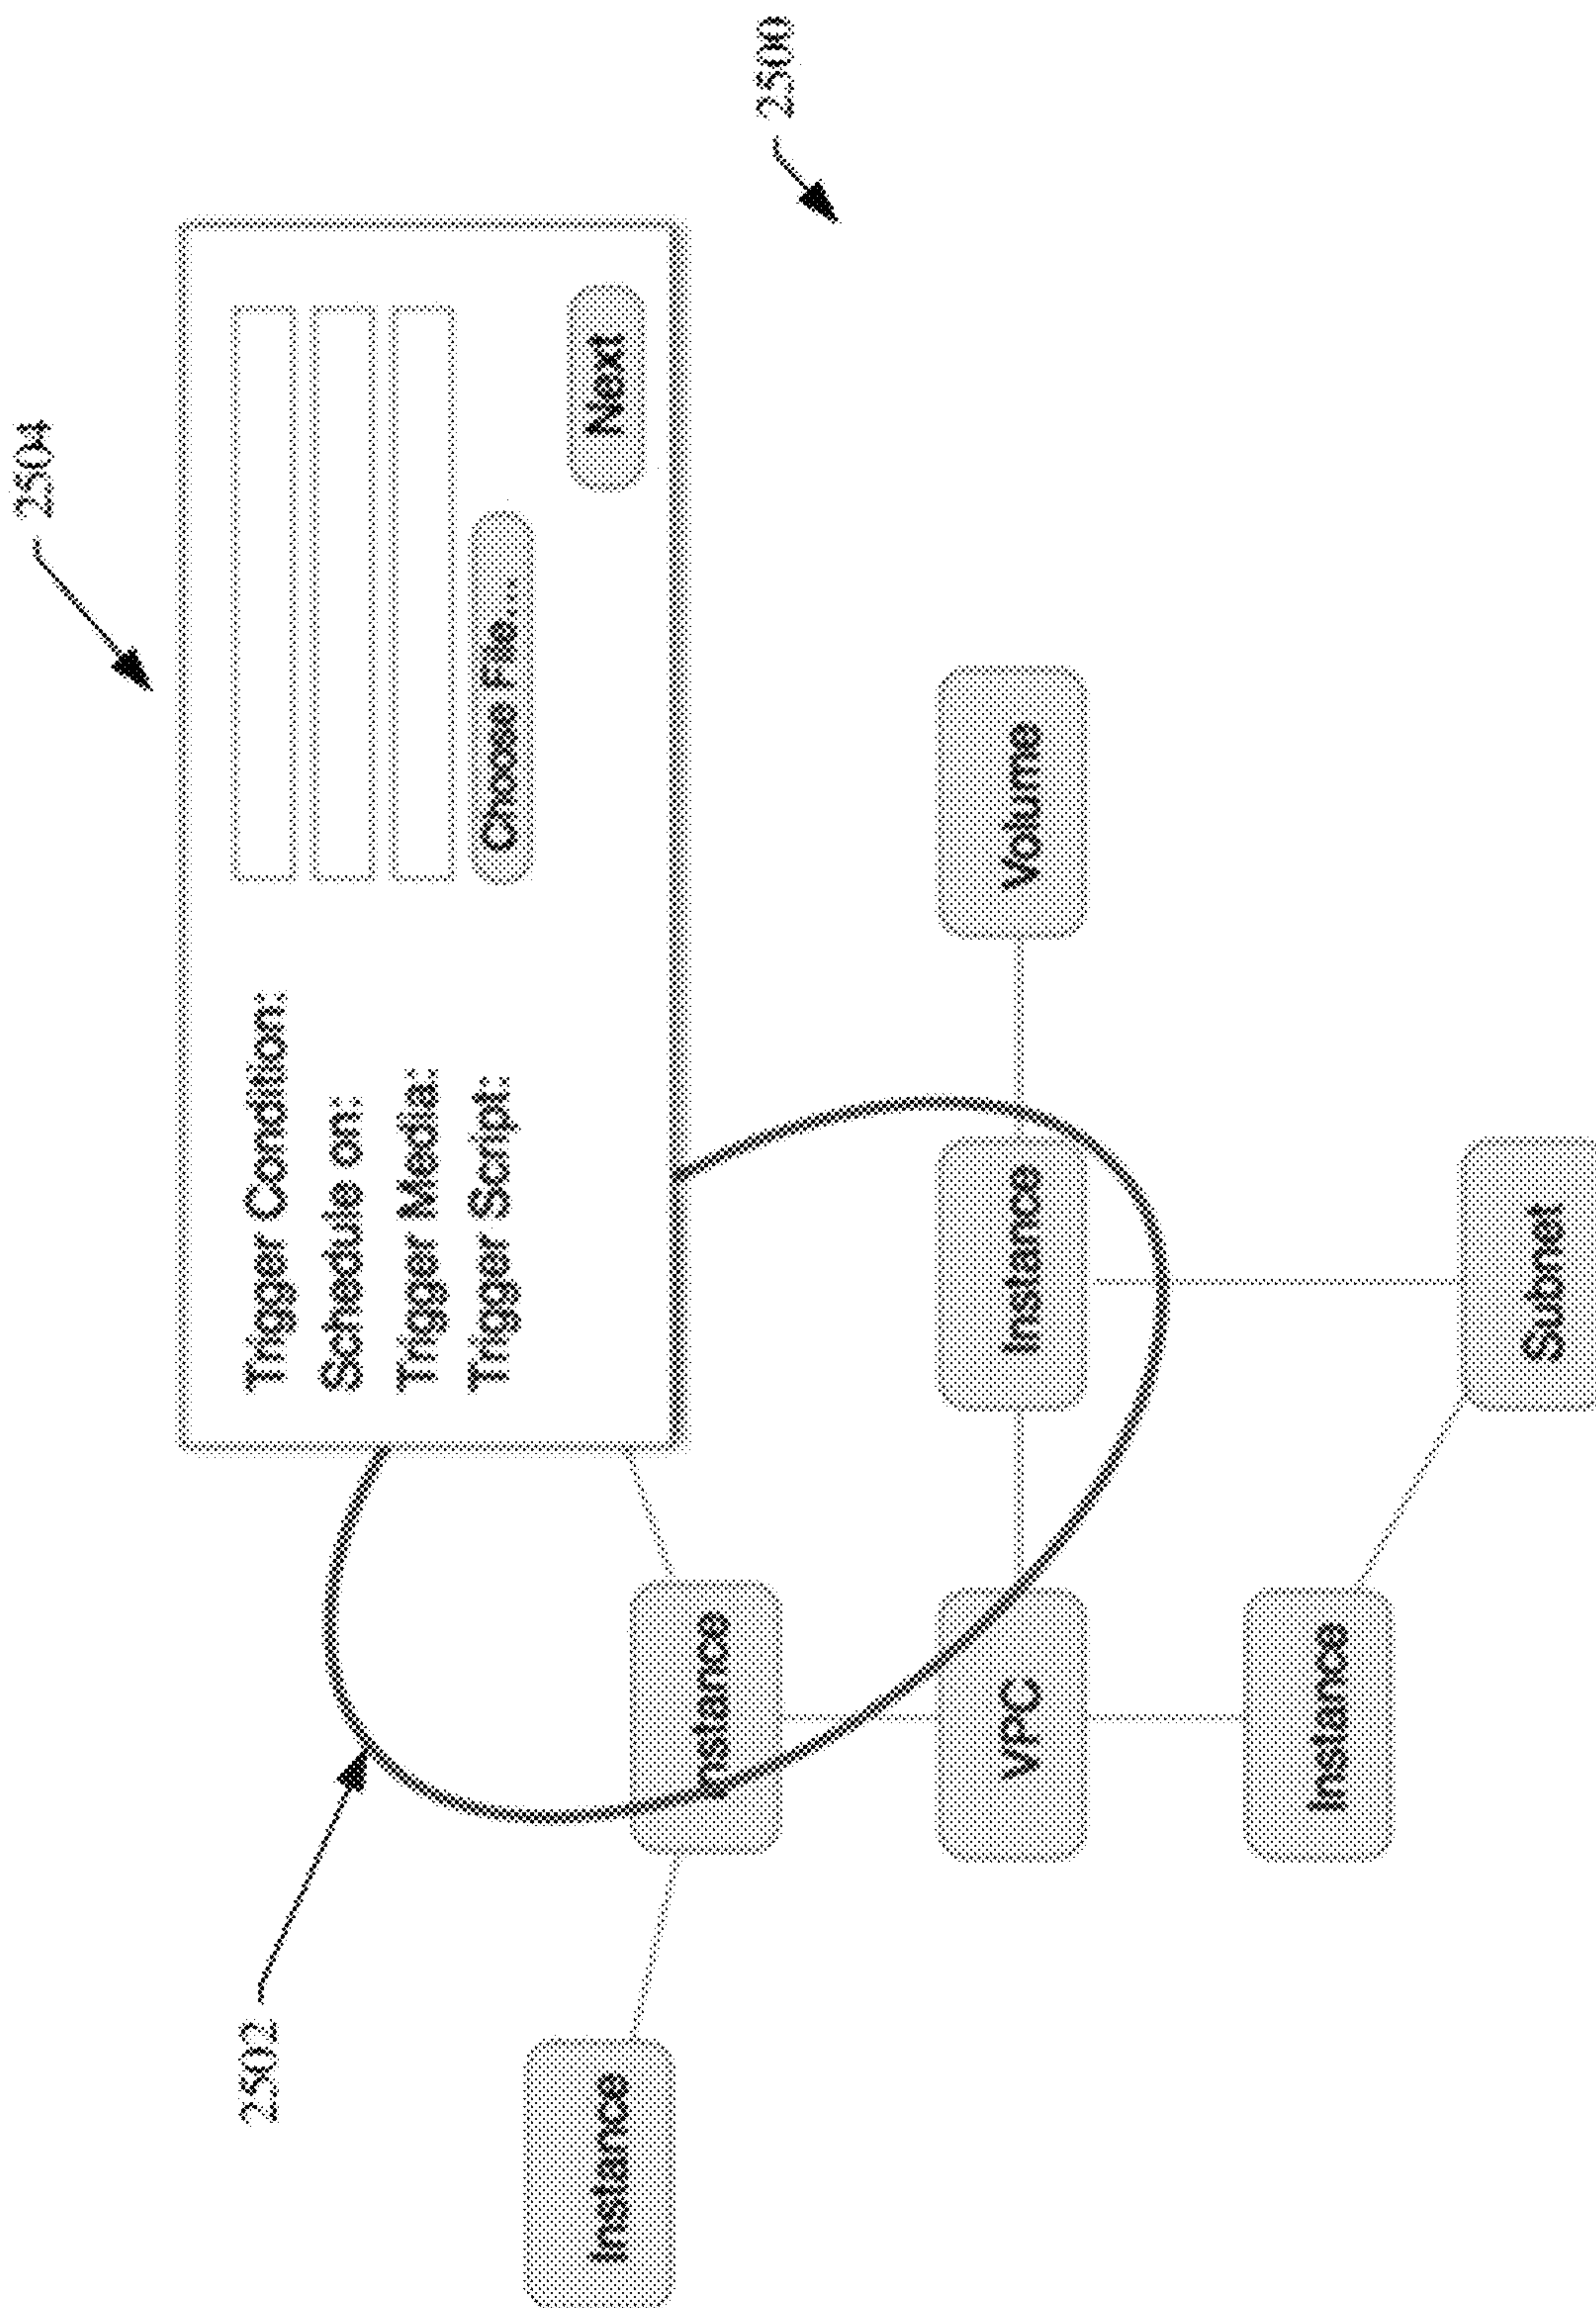 2504
2502
Trigger Condition:
Schedule on:
Trigger Media:
Trigger Script: Choose File...
Next
Instance
Instance
2500
VPC Instance Volume
Instance
Subnet